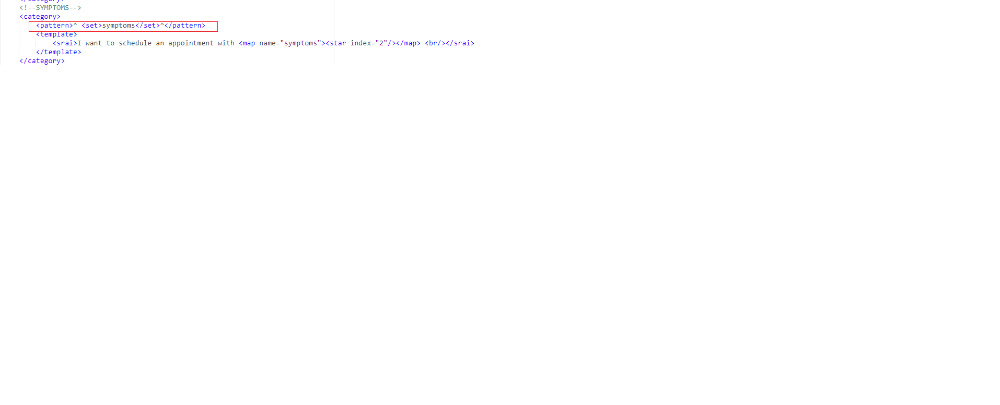 </category>
<!--SYMPTOMS-->
<category>
<pattern>^ <set>symptoms</set>^</pattern>
<template>
<srai>I want to schedule an appointment with <map name="symptoms"><star index="2"/></map> <br/></srai>
</template>
</category>